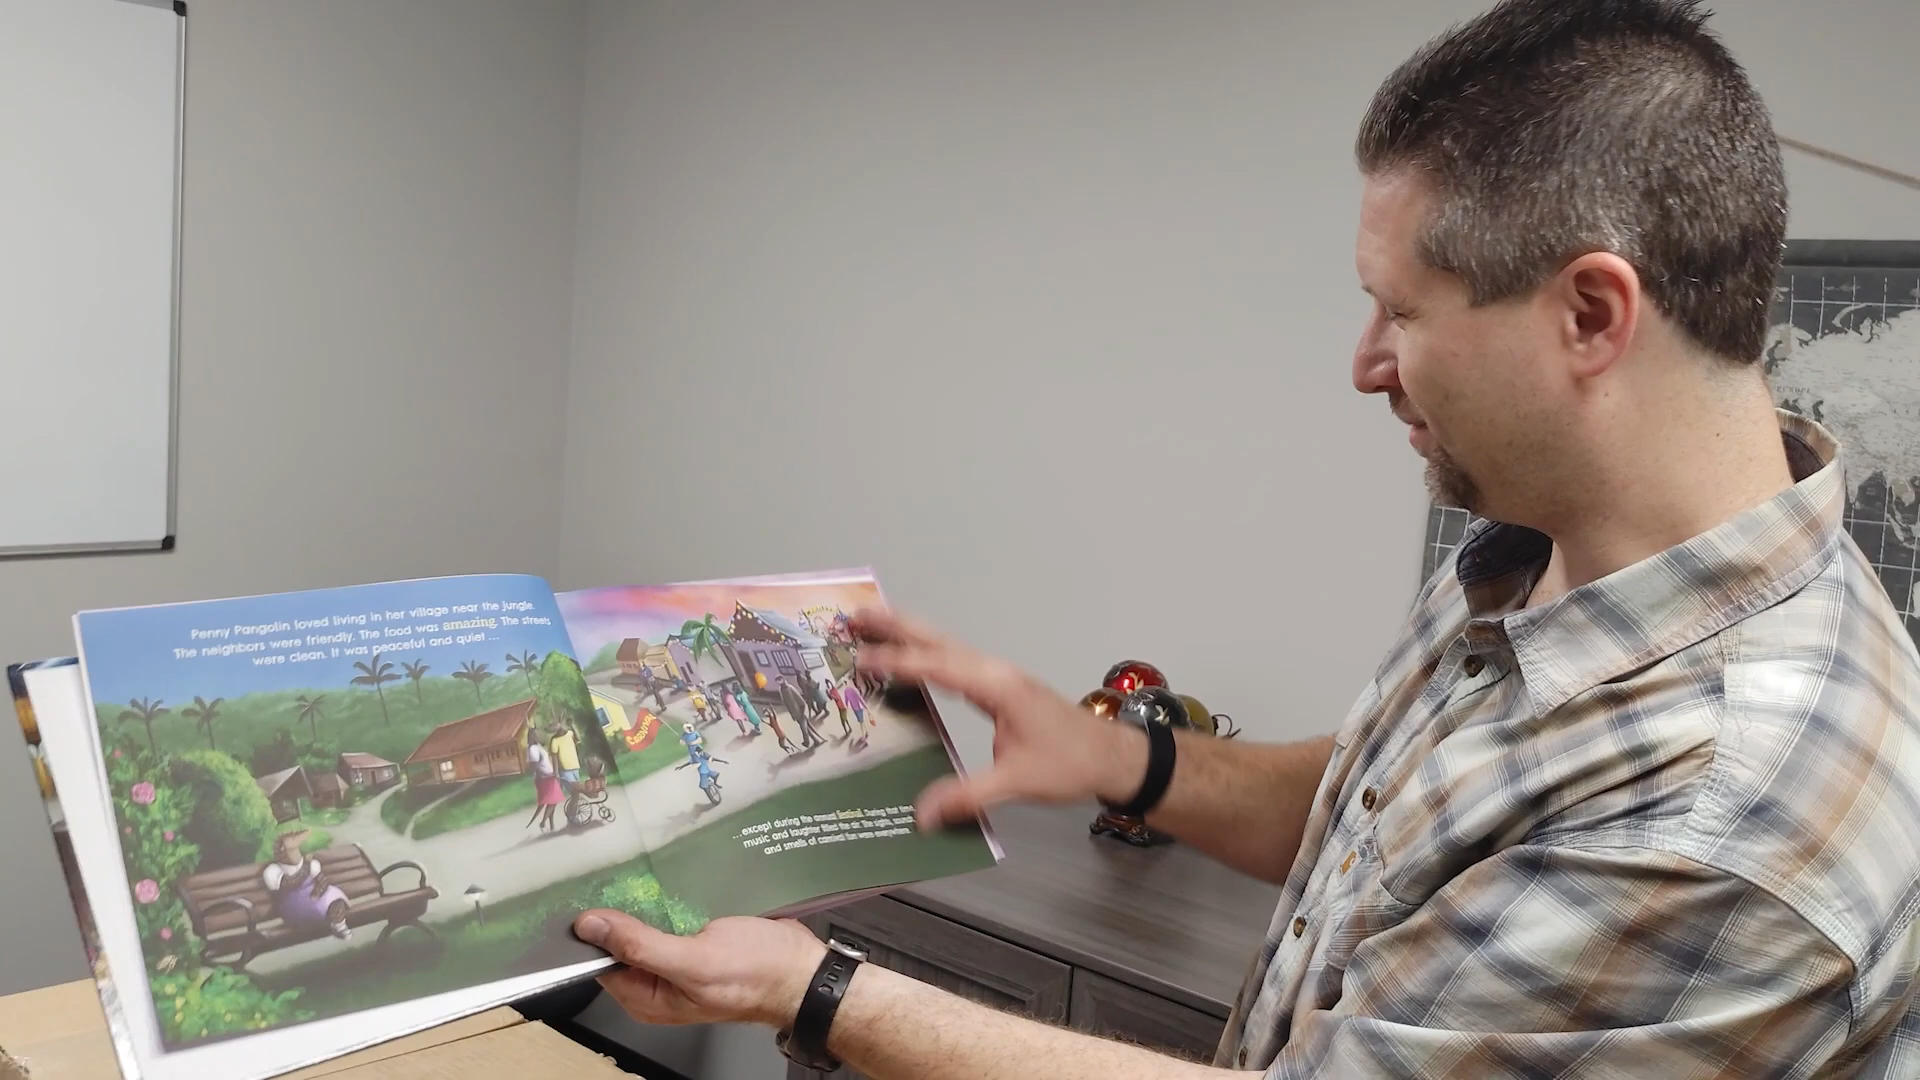 Penny Pangolin loved living in her village near the jungle.
The neighbors were friendly. The food was amazing. The streets
were clean. It was peaceful and quiet ...
CARNIVAL
...except during the annual festival. During that time,
music and laughter filled the air. The sights, sounds
and smells of carnival fun were everywhere.